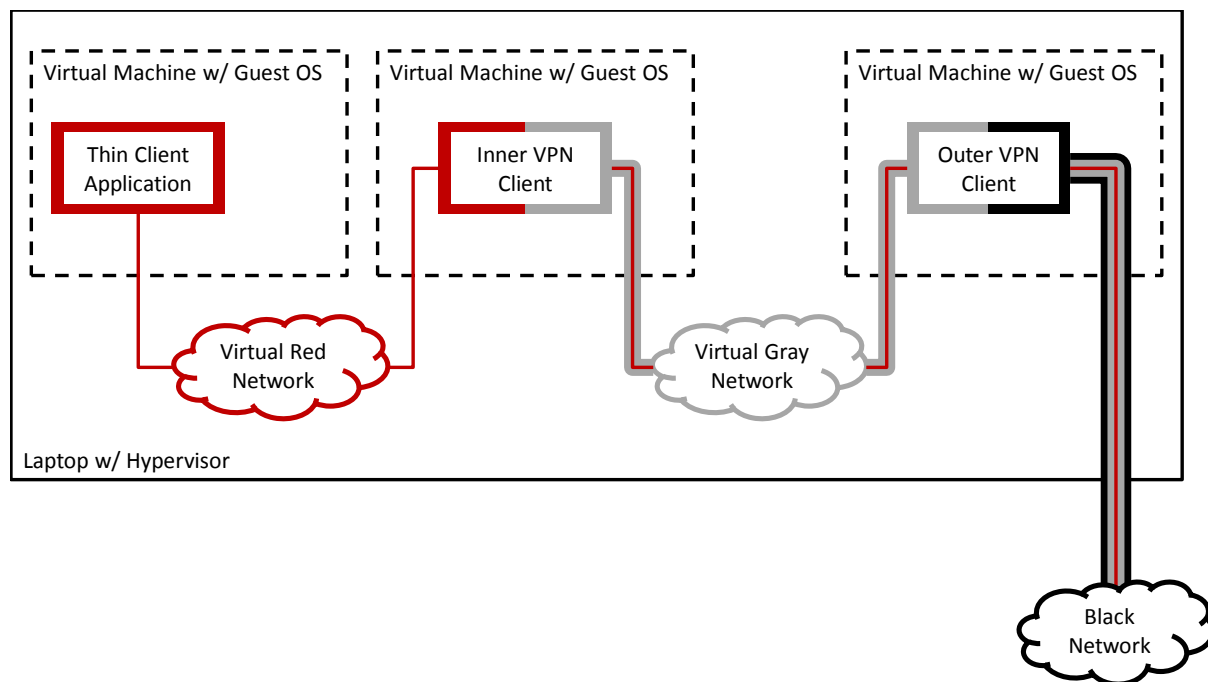 Virtual Machine w/ Guest OS
Thin Client
Application
Virtual Machine w/ Guest OS
Inner VPN
Client
Virtual Machine w/ Guest OS
Outer VPN
Client
Virtual Red
Network
Virtual Gray
Network
Laptop w/ Hypervisor
Black
Network